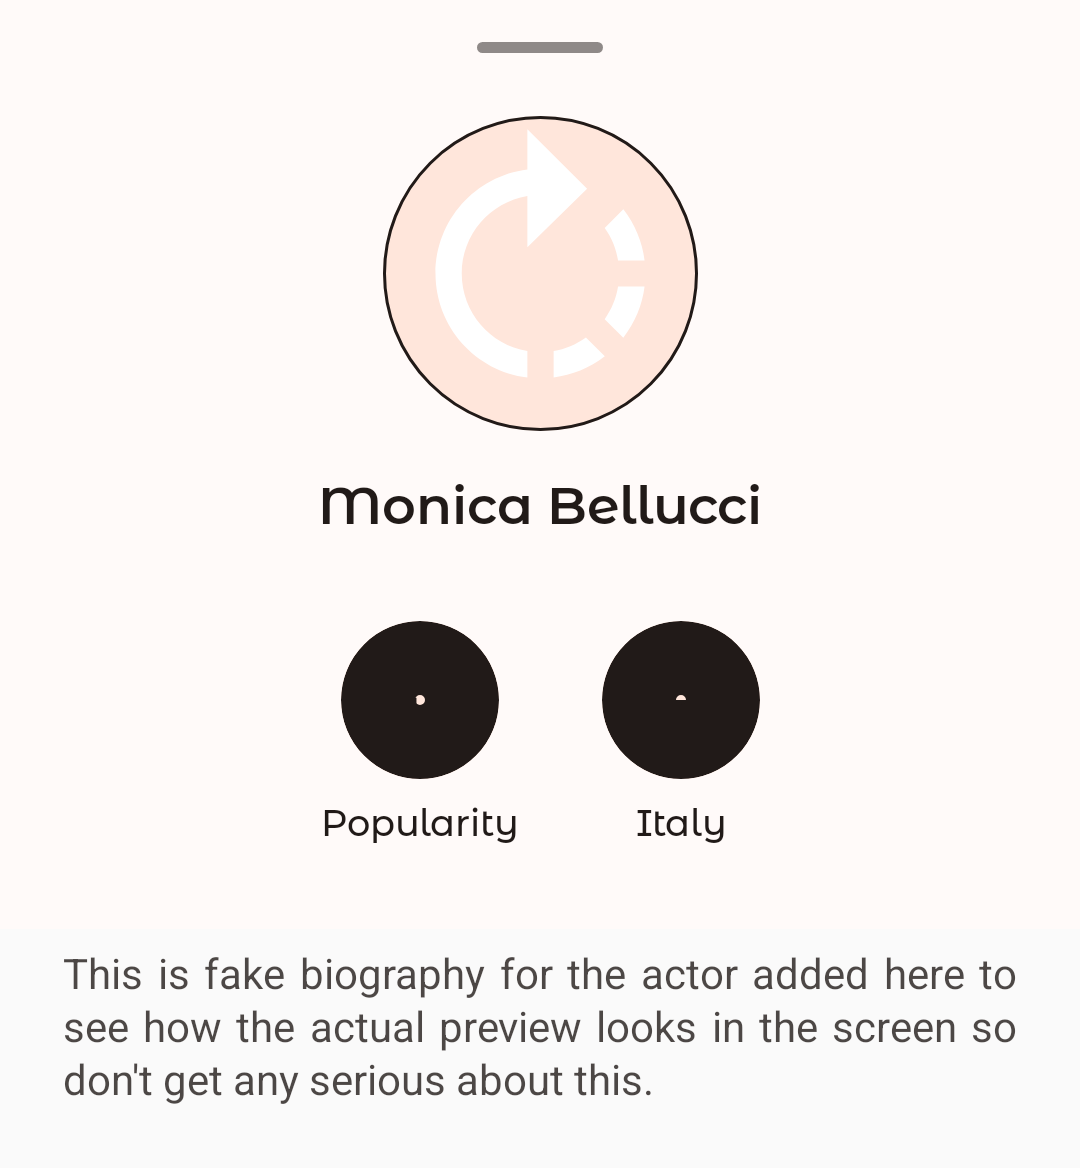 Monica Bellucci
Popularity
Italy
This is fake biography for the actor added here to
see how the actual preview looks in the screen so
don't get any serious about this.